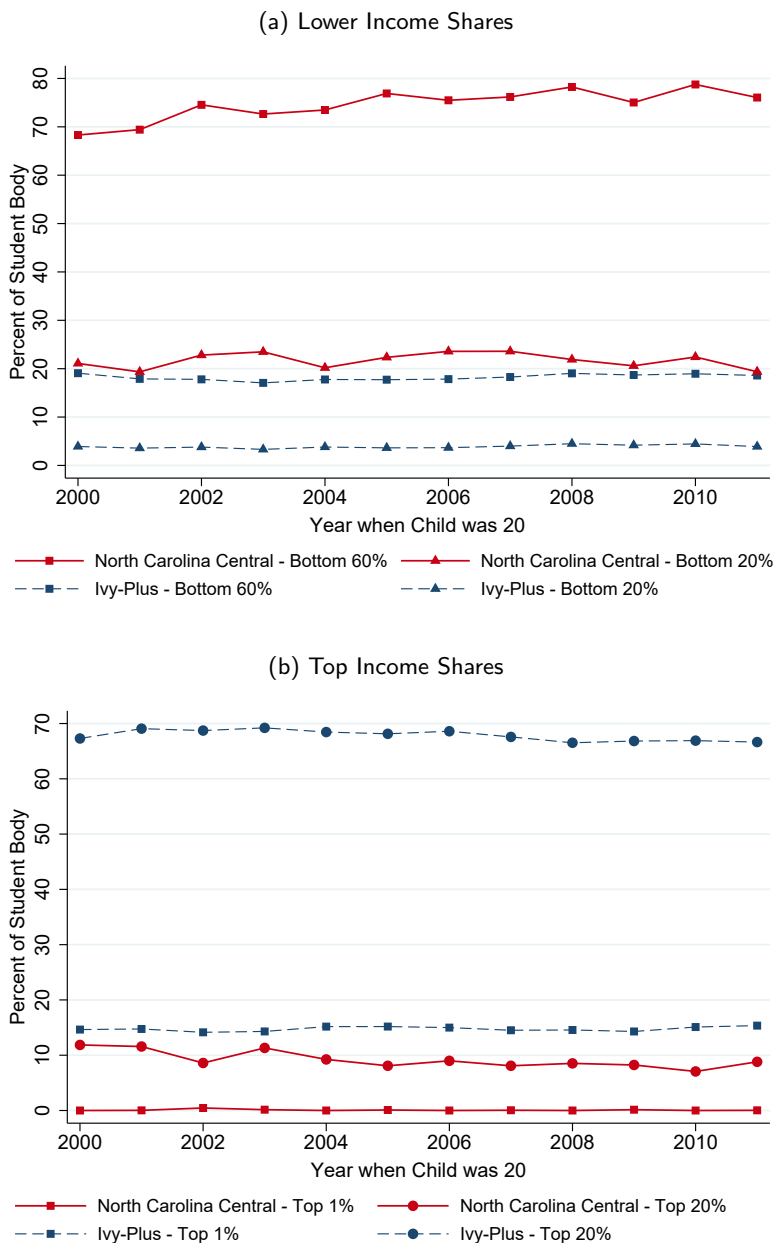 (a) Lower Income Shares
Percent of Student Body
80
70
60
50
40
30
20
10
0
2000 2002 2004 2006 2008 2010
Year when Child was 20
North Carolina Central - Bottom 60% North Carolina Central - Bottom 20%
Ivy-Plus - Bottom 60% Ivy-Plus - Bottom 20%
(b) Top Income Shares
Percent of Student Body
70
60
50
40
30
20
10
0
2000 2002 2004 2006 2008 2010
Year when Child was 20
North Carolina Central - Top 1% North Carolina Central - Top 20%
Ivy-Plus - Top 1% Ivy-Plus - Top 20%